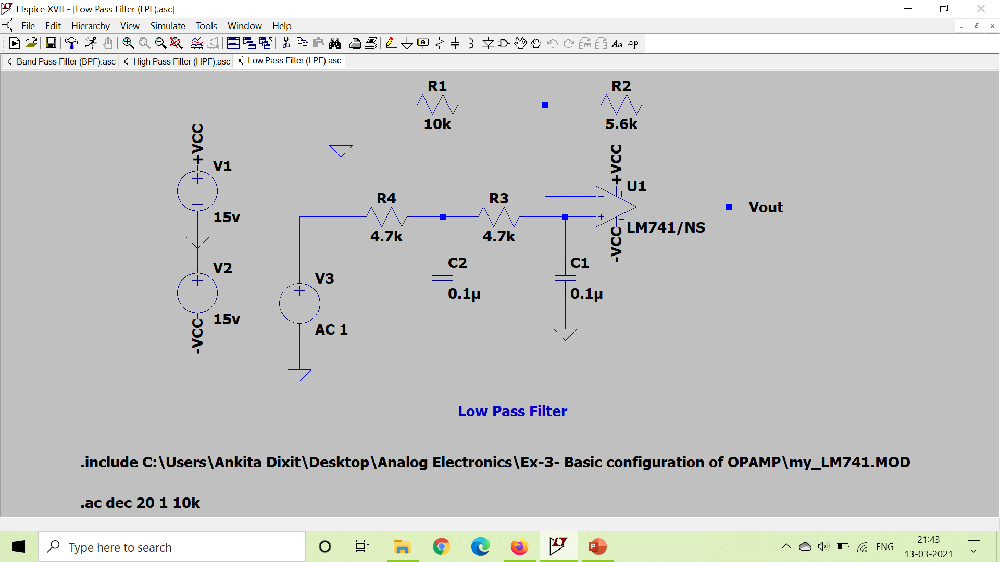 LTspice XVII - [Low Pass Filter (LPF).asc]
File Edit Hierarchy View Simulate Tools Window Help
Band Pass Filter (BPF).asc High Pass Filter (HPF).asc Low Pass Filter (LPF).asc
R1
10k
R2
5.6k
+VCC
V1
15v
V2
15v
-VCC
R4
4.7k
R3
4.7k
+VCC
U1
LM741/NS
-VCC
Vout
C2
0.1µ
C1
0.1µ
V3
AC 1
Low Pass Filter
.include C:\Users\Ankita Dixit\Desktop\Analog Electronics\Ex-3- Basic configuration of OPAMP\my_LM741.MOD
.ac dec 20 1 10k
Type here to search
ENG
21:43
13-03-2021